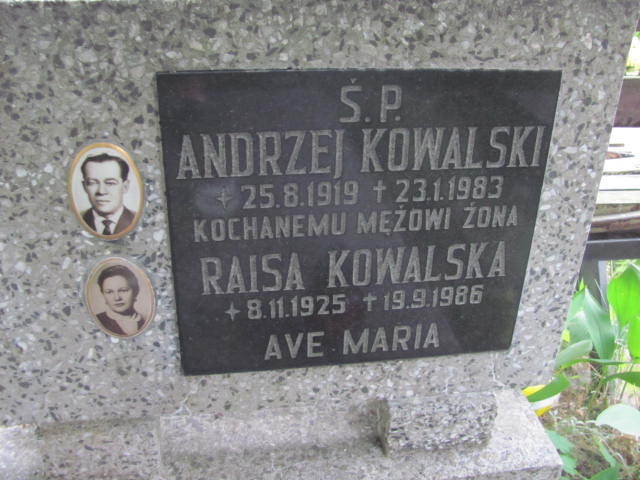 Ś.P.
ANDRZEJ KOWALSKI
+ 25.8.1919 + 23.1.1983
KOCHANEMU MĘŻOWI ŻONA
RAISA KOWALSKA
+ 8.11.1925 + 19.9.1986
AVE MARIA